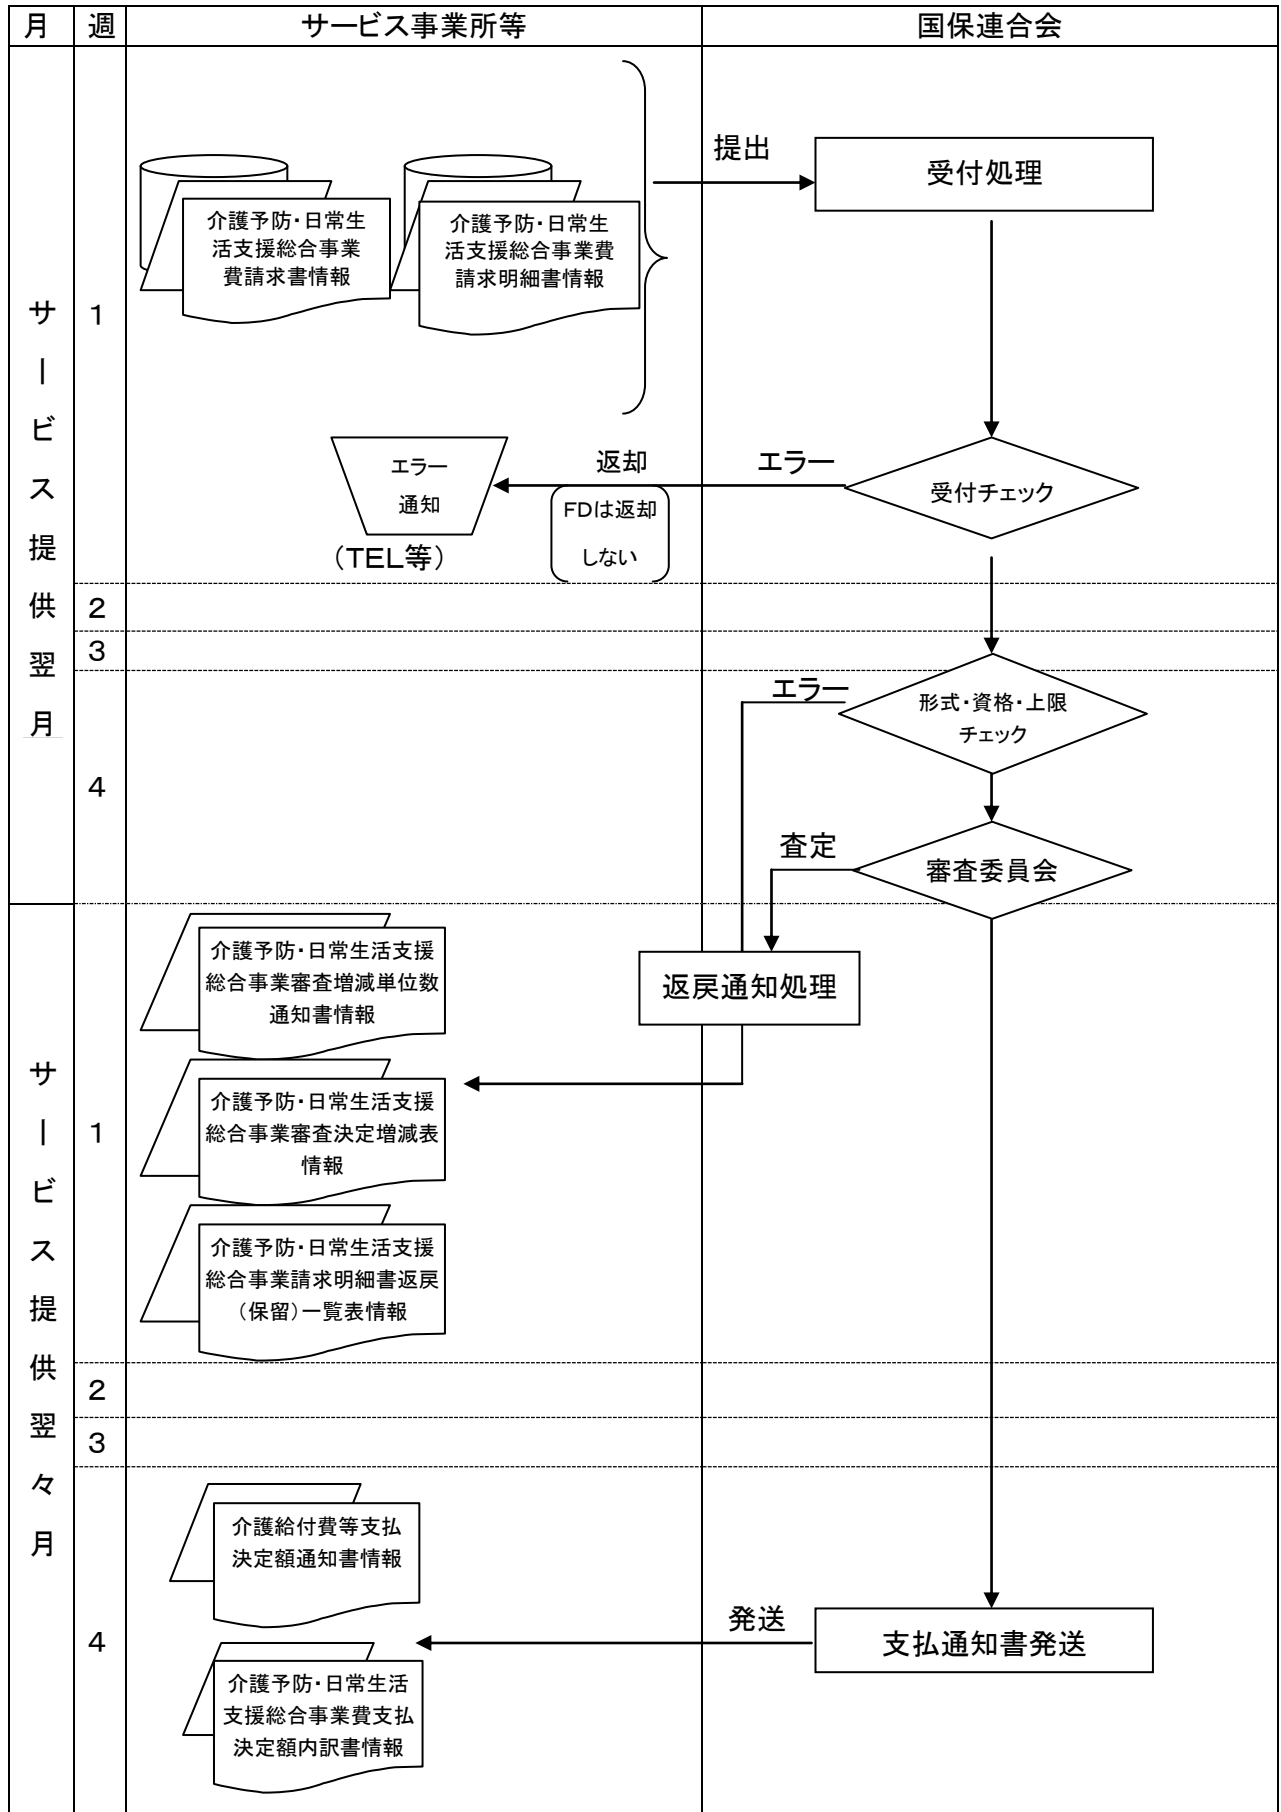 月 週 サービス事業所等 国保連合会
サービス提供翌月
1
提出
受付処理
介護予防・日常生
活支援総合事業
費請求書情報
介護予防・日常生
活支援総合事業費
請求明細書情報
エラー
通知
(TEL等)
返却
FDは返却
しない
エラー
受付チェック
2
3
4
エラー
形式・資格・上限
チェック
査定
審査委員会
サービス提供翌々月
1
介護予防・日常生活支援
総合事業審査増減単位数
通知書情報
返戻通知処理
介護予防・日常生活支援
総合事業審査決定増減表
情報
介護予防・日常生活支援
総合事業請求明細書返戻
(保留)一覧表情報
2
3
4
介護給付費等支払
決定額通知書情報
発送
支払通知書発送
介護予防・日常生活
支援総合事業費支払
決定額内訳書情報